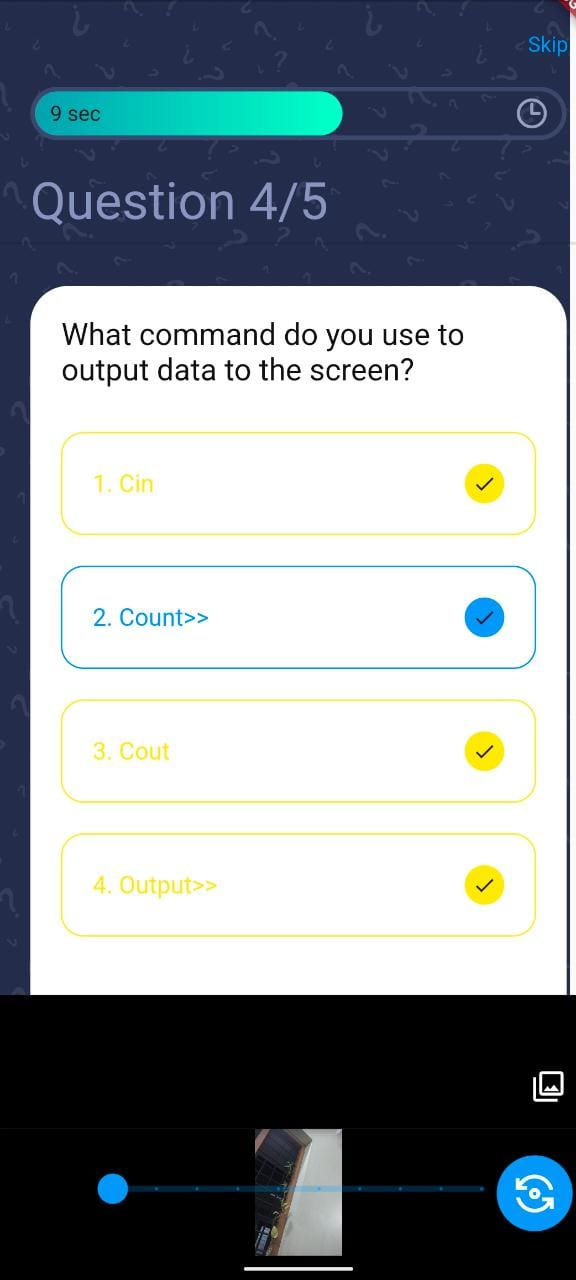 Skip
9 sec
Question 4/5
What command do you use to
output data to the screen?
1. Cin
2. Count>>
3. Cout
4. Output>>